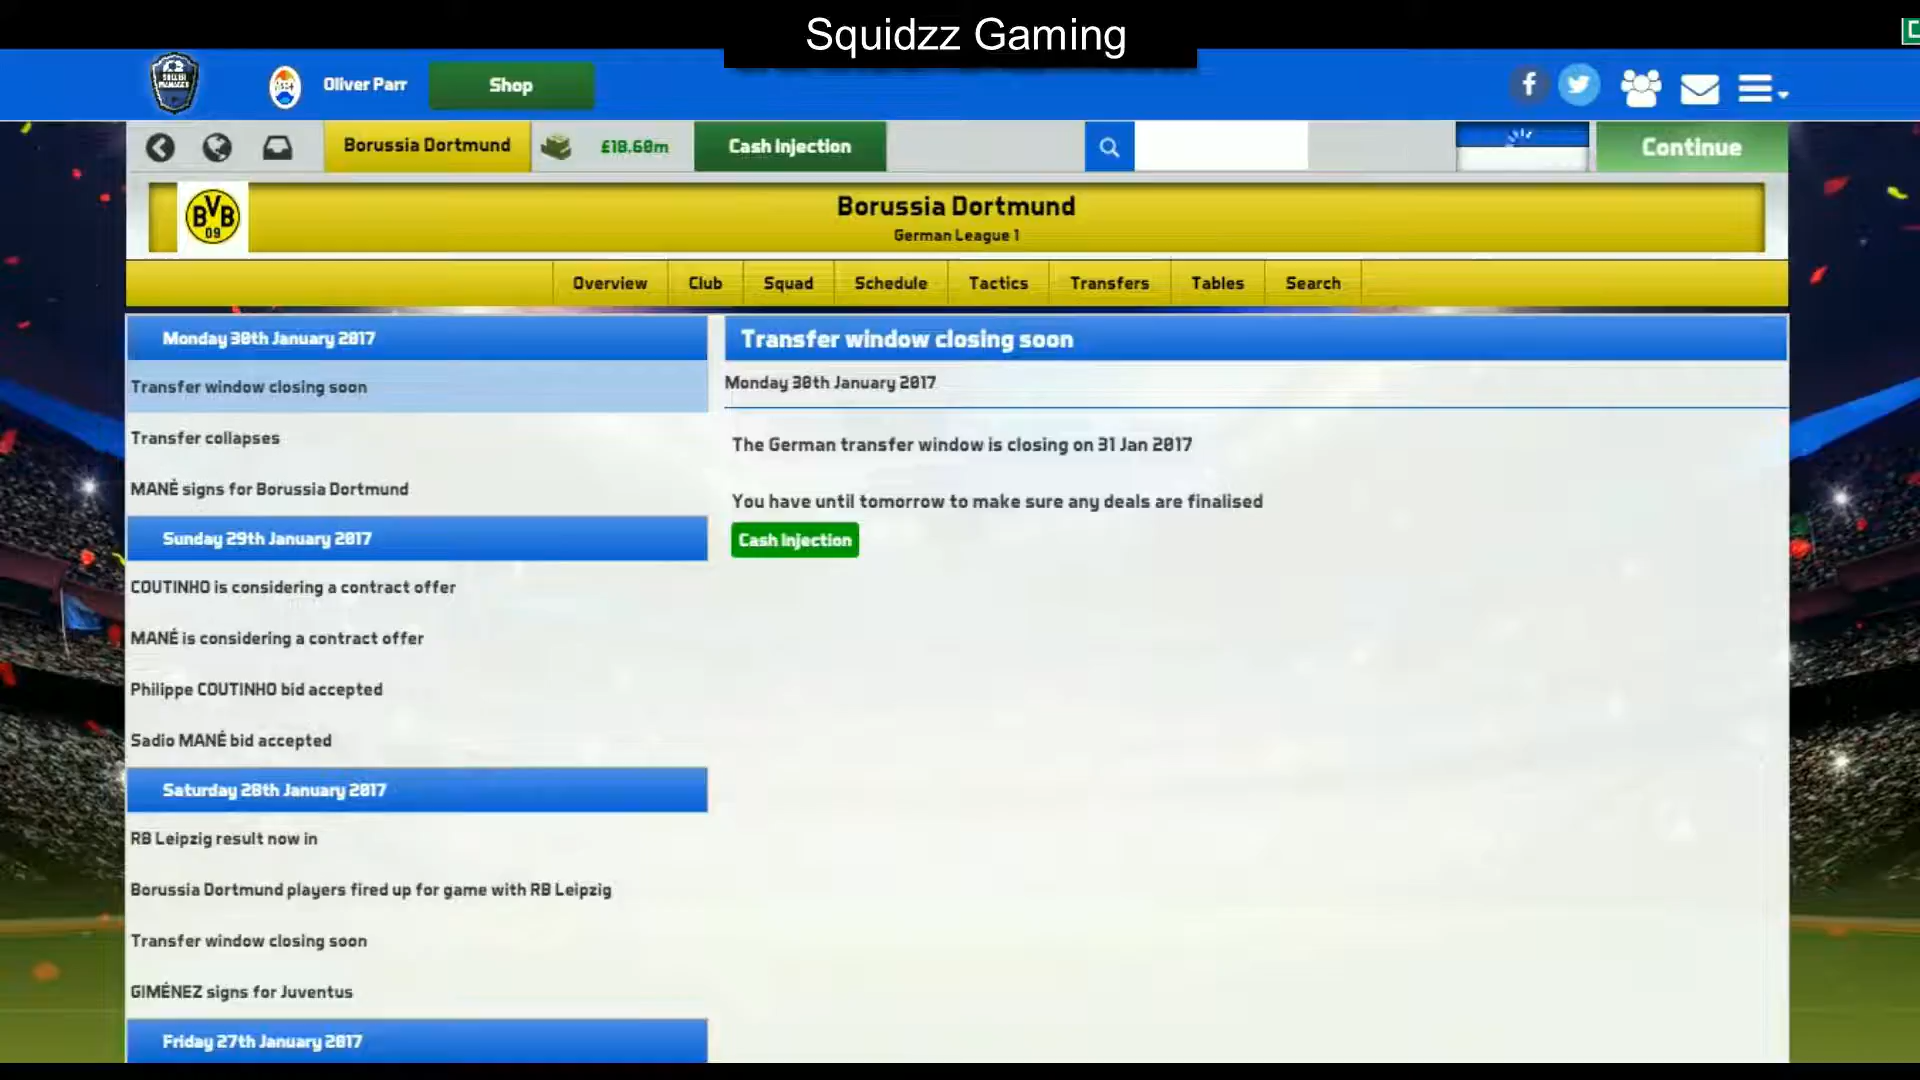 Squidzz Gaming
SOCCER MANAGER
Oliver Parr
Shop
Borussia Dortmund
£18.60m
Cash Injection
Continue
BVB
09
Borussia Dortmund
German League 1
Overview
Club
Squad
Schedule
Tactics
Transfers
Tables
Search
Monday 30th January 2017
Transfer window closing soon
Transfer collapses
MANÉ signs for Borussia Dortmund
Sunday 29th January 2017
COUTINHO is considering a contract offer
MANÉ is considering a contract offer
Philippe COUTINHO bid accepted
Sadio MANÉ bid accepted
Saturday 28th January 2017
RB Leipzig result now in
Borussia Dortmund players fired up for game with RB Leipzig
Transfer window closing soon
GIMÉNEZ signs for Juventus
Friday 27th January 2017
Transfer window closing soon
Monday 30th January 2017
The German transfer window is closing on 31 Jan 2017
You have until tomorrow to make sure any deals are finalised
Cash Injection